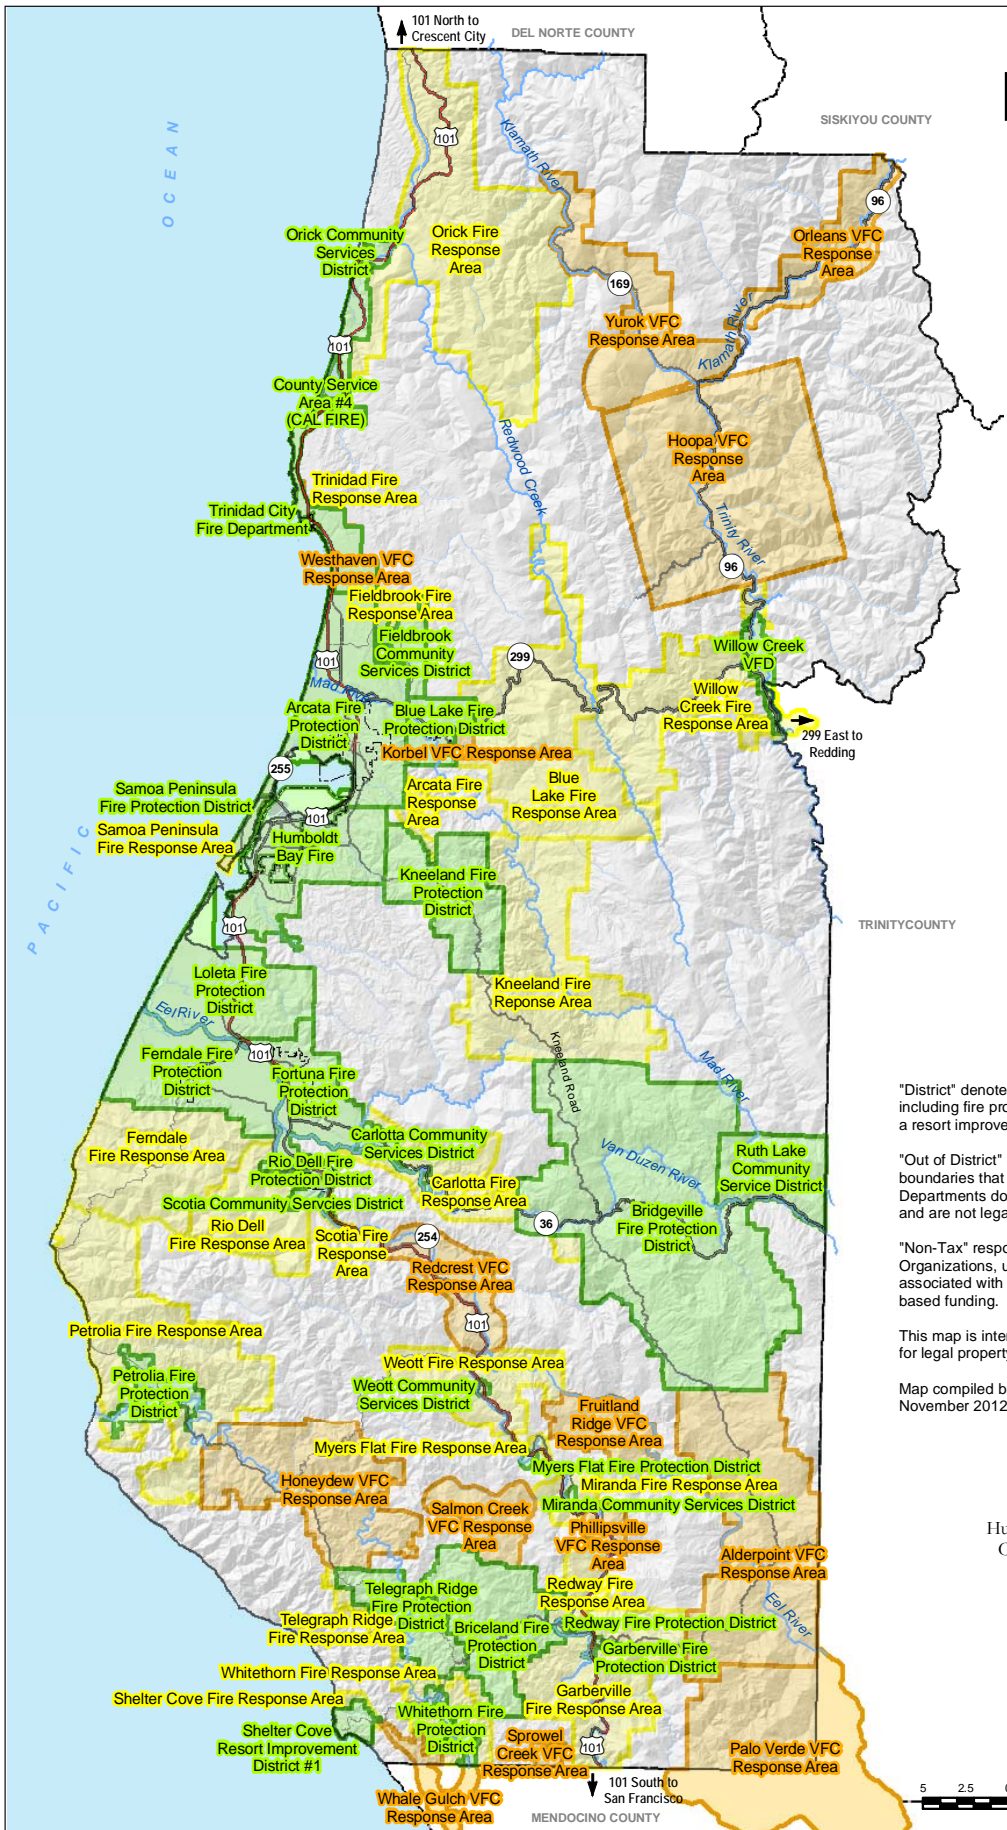 101 North to
Crescent City
DEL NORTE COUNTY
SISKIYOU COUNTY
OCEAN
101
Klamath River
96
Orick Community
Services
District
Orick Fire
Response
Area
Orleans VFC
Response
Area
169
Yurok VFC
Response Area
Klamath River
101
County Service
Area #4
(CAL FIRE)
Redwood Creek
Hoopa VFC
Response
Area
Trinidad Fire
Response Area
Trinidad City
Fire Department
Trinity River
96
Westhaven VFC
Response Area
Fieldbrook Fire
Response Area
Fieldbrook
Community
Services District
101
299
Willow Creek
VFD
Mad River
Arcata Fire
Protection
District
Blue Lake Fire
Protection District
Willow
Creek Fire
Response Area
299 East to
Redding
Korbel VFC Response Area
255
Arcata Fire
Response
Area
Blue
Lake Fire
Response Area
Samoa Peninsula
Fire Protection District
101
Samoa Peninsula
Fire Response Area
Humboldt
Bay Fire
Kneeland Fire
Protection
District
PACIFIC
101
TRINITYCOUNTY
Loleta Fire
Protection
District
Kneeland Fire
Reponse Area
EelRiver
Kneeland Road
Ferndale Fire
Protection
District
101
Fortuna Fire
Protection
District
Mad River
"District" denote
including fire pro
a resort improve
Ferndale
Fire Response Area
Carlotta Community
Services District
Van Duzen River
Ruth Lake
Community
Service District
"Out of District"
boundaries that
Departments do
and are not lega
Rio Dell Fire
Protection District
Carlotta Fire
Response Area
Scotia Community Servcies District
Bridgeville
Fire Protection
District
36
Rio Dell
Fire Response Area
Scotia Fire
Response
Area
254
Redcrest VFC
Response Area
"Non-Tax" respo
Organizations, u
associated with
based funding.
101
Petrolia Fire Response Area
This map is inter
for legal property
Weott Fire Response Area
Petrolia Fire
Protection
District
Weott Community
Services District
Map compiled b
November 2012
Fruitland
Ridge VFC
Response Area
Myers Flat Fire Response Area
Myers Flat Fire Protection District
Honeydew VFC
Response Area
Miranda Fire Response Area
Miranda Community Services District
Salmon Creek
VFC Response
Area
Phillipsville
VFC Response
Area
Hu
C
Alderpoint VFC
Response Area
Telegraph Ridge
Fire Protection
District
Redway Fire
Response Area
Eel River
Telegraph Ridge
Fire Response Area
Briceland Fire
Protection
District
Redway Fire Protection District
Garberville Fire
Protection District
Whitethorn Fire Response Area
Shelter Cove Fire Response Area
Garberville
Fire Response Area
Whitethorn Fire
Protection
District
Shelter Cove
Resort Improvement
District #1
Sprowel
Creek VFC
Response Area
101
Palo Verde VFC
Response Area
101 South to
San Francisco
Whale Gulch VFC
Response Area
MENDOCINO COUNTY
5 2.5 0